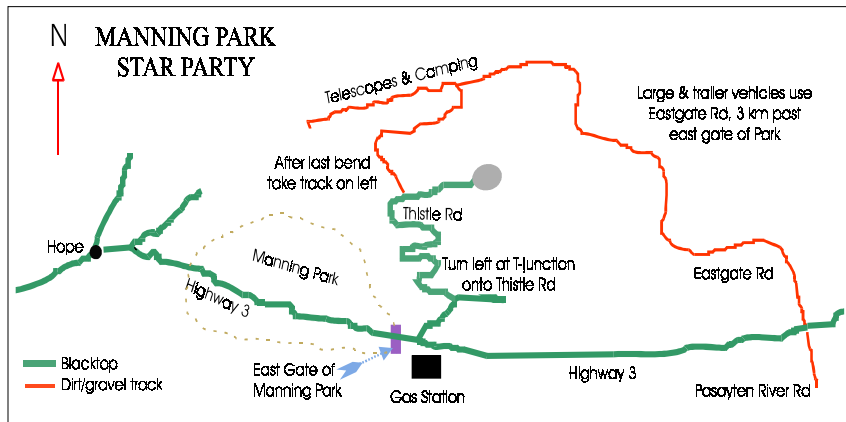 N
MANNING PARK
STAR PARTY
Telescopes & Camping
Large & trailer vehicles use
Eastgate Rd, 3 km past
east gate of Park
After last bend
take track on left
Thistle Rd
Hope
Manning Park
Turn left at T-Junction
onto Thistle Rd
Eastgate Rd
Highway 3
Blacktop
Dirt/gravel track
East Gate of
Manning Park
Gas Station
Highway 3
Pasayten River Rd